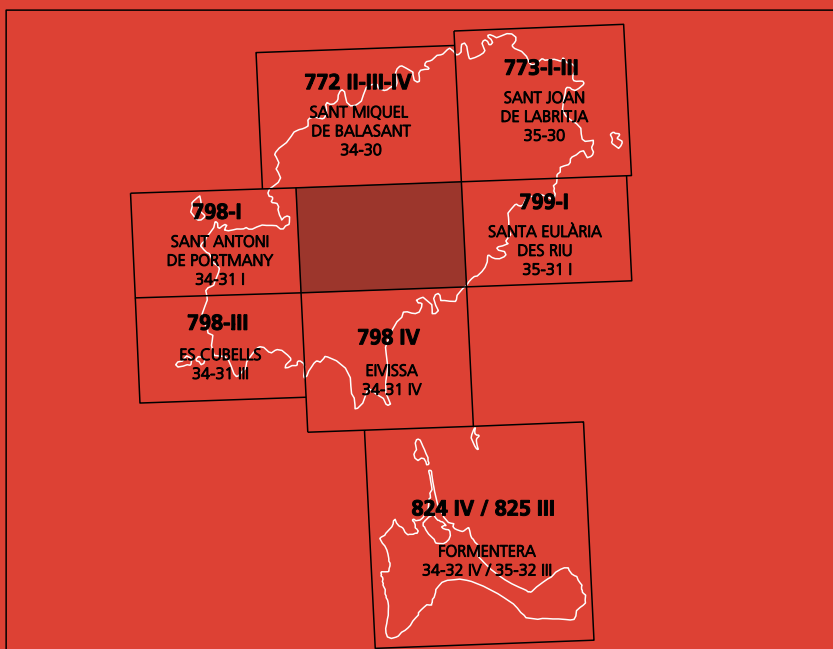 772 II-III-IV
SANT MIQUEL
DE BALASANT
34-30
773-I-III
SANT JOAN
DE LABRITJA
35-30
798-I
SANT ANTONI
DE PORTMANY
34-31 I
799-I
SANTA EULÀRIA
DES RIU
35-31 I
798-III
ES CUBELLS
34-31 III
798 IV
EIVISSA
34-31 IV
824 IV / 825 III
FORMENTERA
34-32 IV / 35-32 III